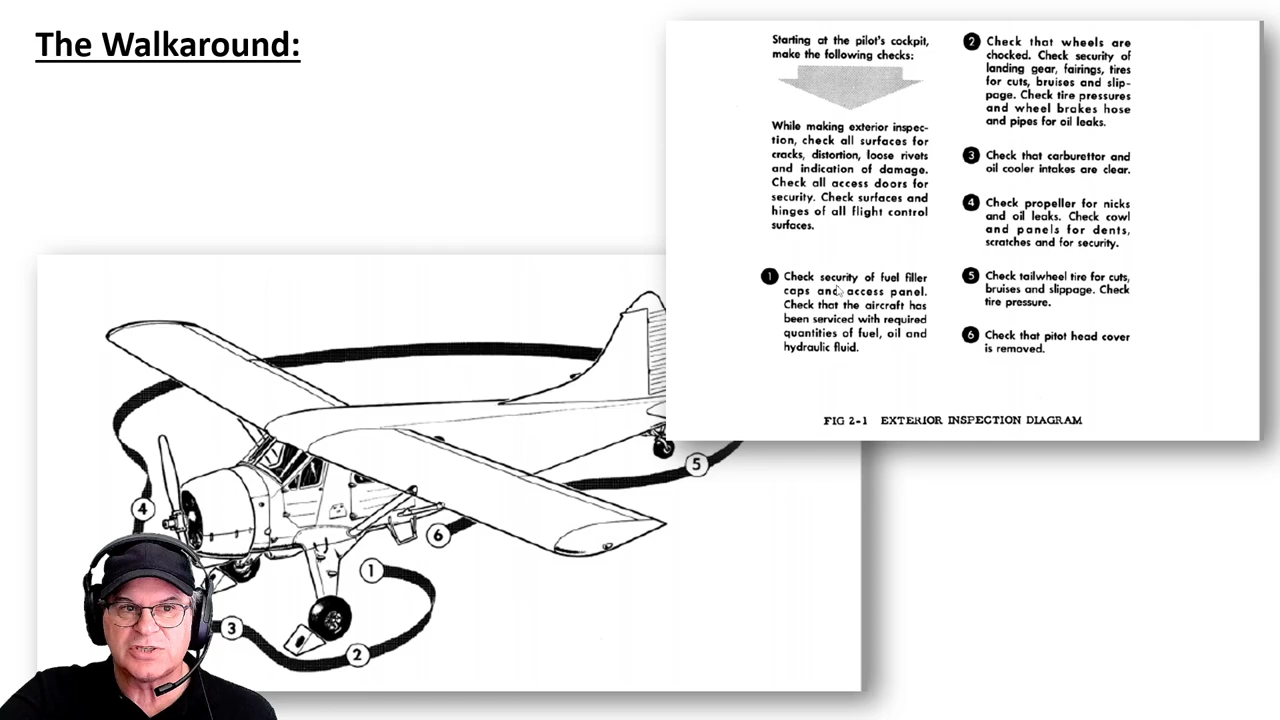 The Walkaround:
Starting at the pilot's cockpit,
make the following checks:
While making exterior inspec-
tion, check all surfaces for
cracks, distortion, loose rivets
and indication of damage.
Check all access doors for
security. Check surfaces and
hinges of all flight control
surfaces.
1 Check security of fuel filler
caps and access panel.
Check that the aircraft has
been serviced with required
quantities of fuel, oil and
hydraulic fluid.
2 Check that wheels are
chocked. Check security of
landing gear, fairings, tires
for cuts, bruises and slip-
page. Check tire pressures
and wheel brakes hose
and pipes for oil leaks.
3 Check that carburettor and
oil cooler intakes are clear.
4 Check propeller for nicks
and oil leaks. Check cowl
and panels for dents,
scratches and for security.
5 Check tailwheel tire for cuts,
bruises and slippage. Check
tire pressure.
6 Check that pitot head cover
is removed.
FIG 2-1 EXTERIOR INSPECTION DIAGRAM
5
4
6
1
3
2